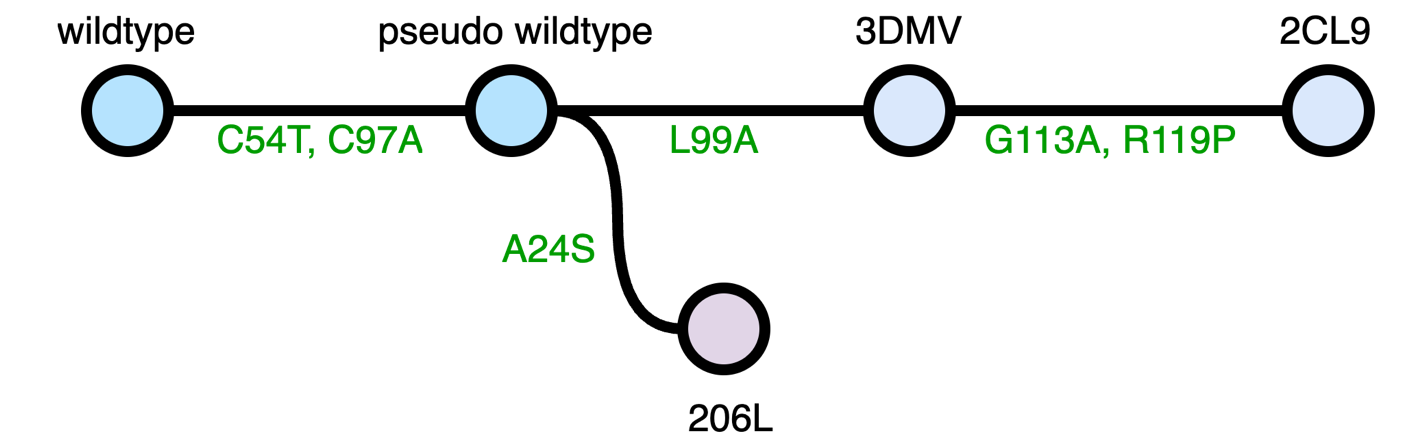 wildtype
pseudo wildtype
3DMV
2CL9
C54T, C97A
L99A
G113A, R119P
A24S
206L